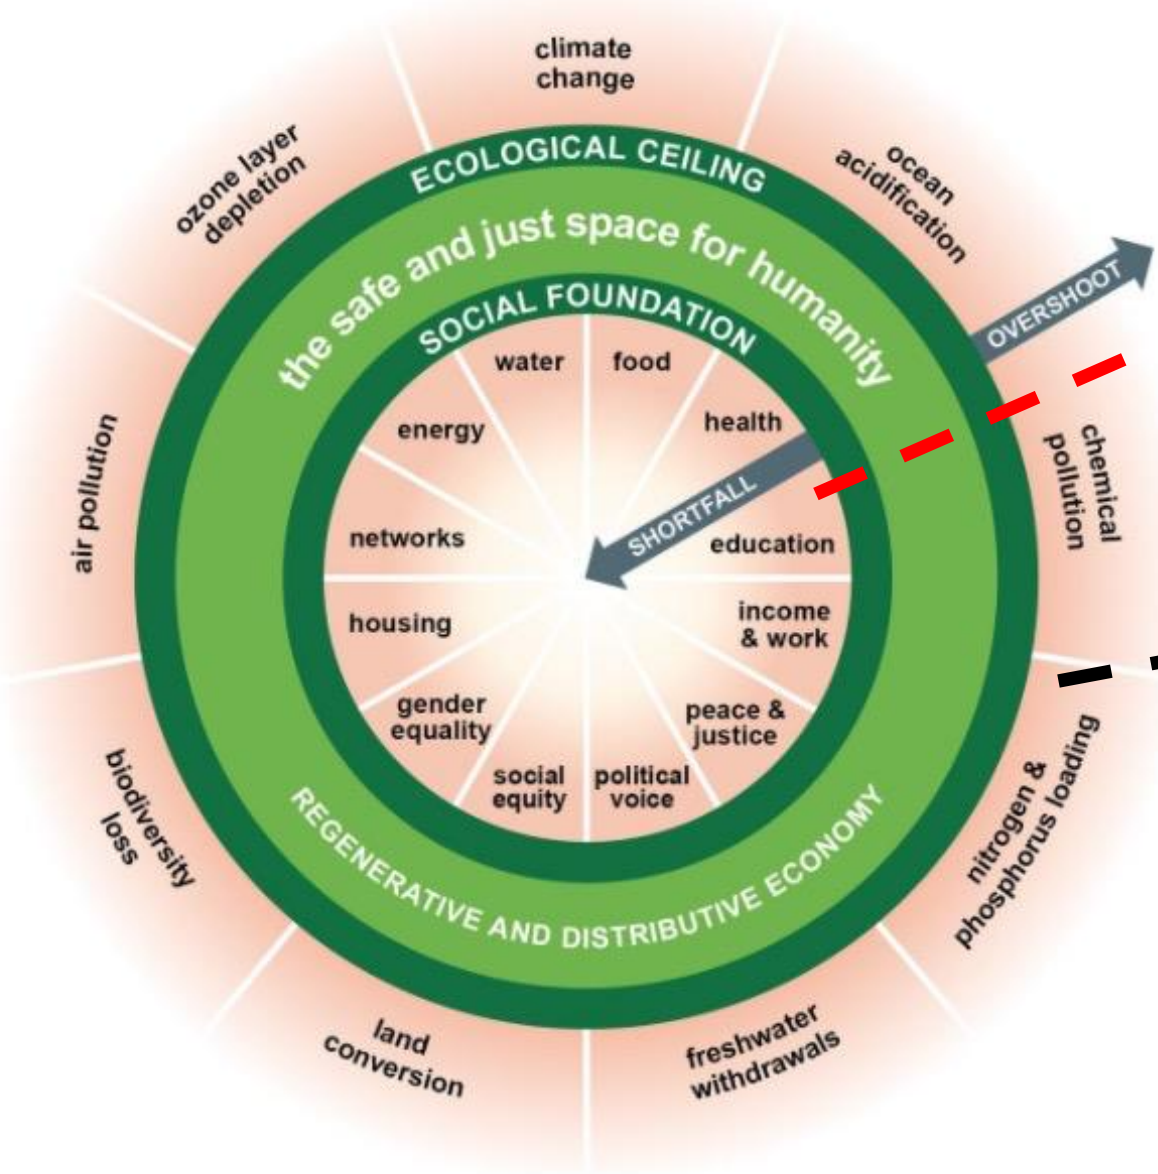 climate
change
ozone layer
depletion
ocean
acidification
ECOLOGICAL CEILING
the safe and just space for humanity
OVERSHOOT
SOCIAL FOUNDATION
water
food
energy
health
air pollution
chemical
pollution
SHORTFALL
networks
education
housing
income
& work
gender
equality
peace &
justice
social
equity
political
voice
biodiversity
loss
nitrogen &
phosphorus loading
REGENERATIVE AND DISTRIBUTIVE ECONOMY
land
conversion
freshwater
withdrawals